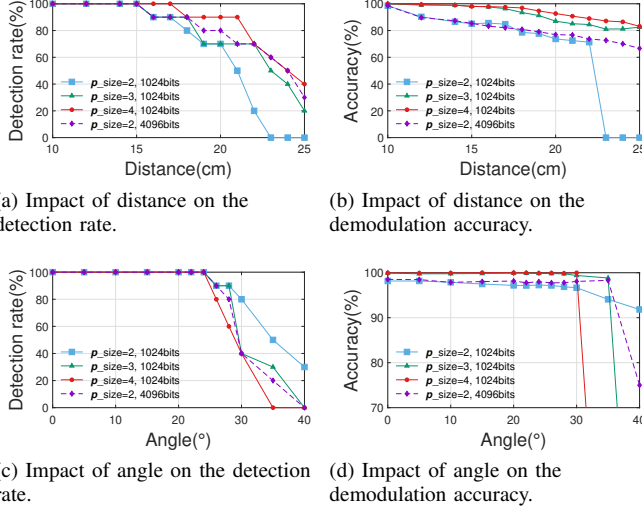 100
80
60
40
20
0
Detection rate(%)
p_size=2, 1024bits
p_size=3, 1024bits
p_size=4, 1024bits
p_size=2, 4096bits
10 15 20 25
Distance(cm)
100
80
60
40
20
0
Accuracy(%)
p_size=2, 1024bits
p_size=3, 1024bits
p_size=4, 1024bits
p_size=2, 4096bits
10 15 20 25
Distance(cm)
(a) Impact of distance on the
detection rate.
(b) Impact of distance on the
demodulation accuracy.
100
80
60
40
20
0
Detection rate(%)
p_size=2, 1024bits
p_size=3, 1024bits
p_size=4, 1024bits
p_size=2, 4096bits
0 10 20 30 40
Angle(°)
100
90
80
70
Accuracy(%)
p_size=2, 1024bits
p_size=3, 1024bits
p_size=4, 1024bits
p_size=2, 4096bits
0 10 20 30 40
Angle(°)
(c) Impact of angle on the detection
rate.
(d) Impact of angle on the
demodulation accuracy.